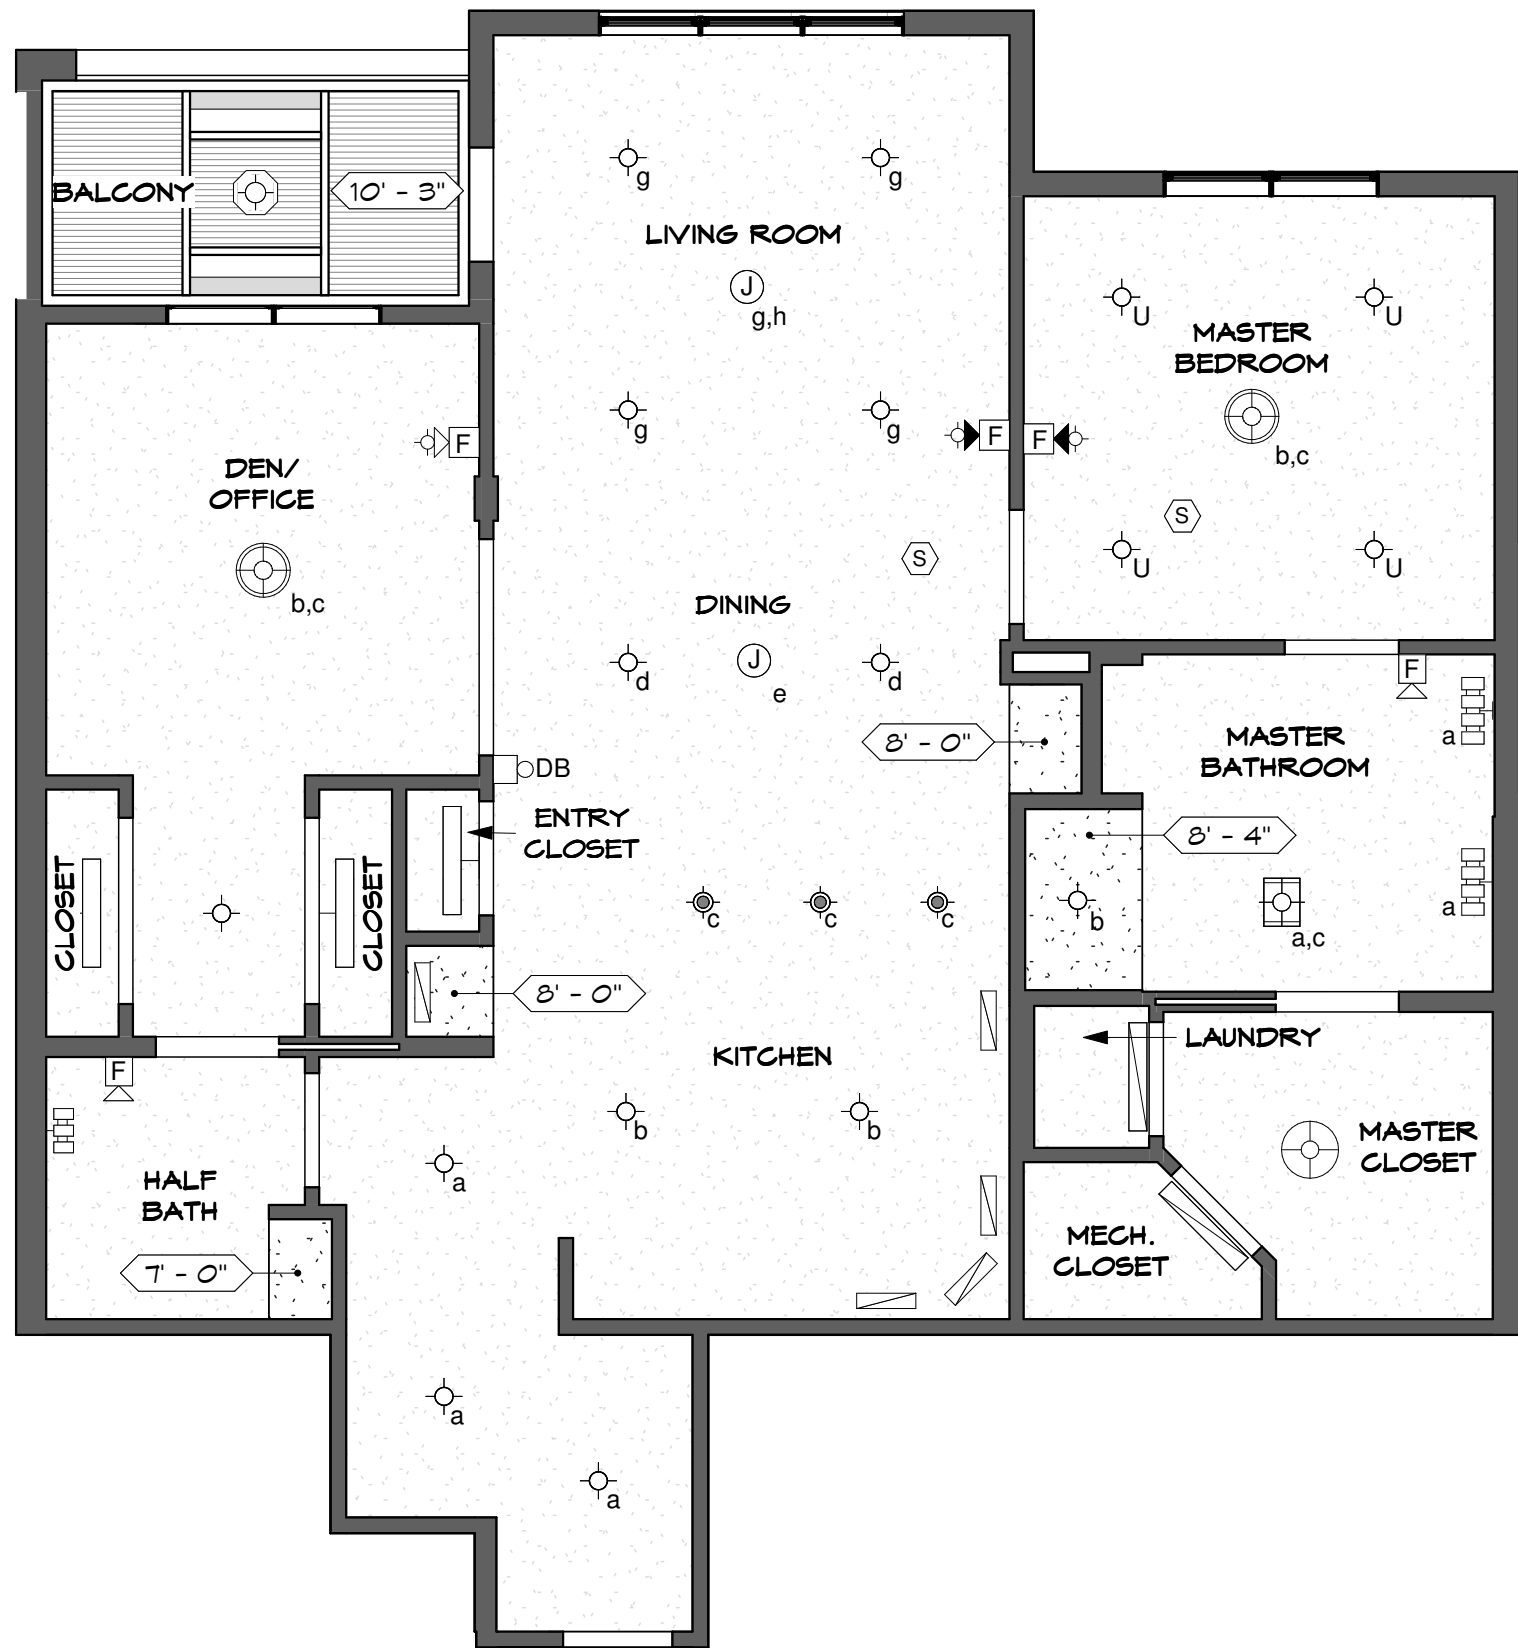 g
g
BALCONY
10' - 3"
LIVING ROOM
J
g,h
U
U
MASTER
BEDROOM
g
g
F
F
F
b,c
DEN/
OFFICE
S
S
b,c
U
U
DINING
J
e
d
d
F
8' - 0"
a
MASTER
BATHROOM
DB
ENTRY
CLOSET
8' - 4"
CLOSET
CLOSET
c
c
c
b
a
a,c
8' - 0"
KITCHEN
LAUNDRY
F
b
b
MASTER
CLOSET
a
HALF
BATH
MECH.
CLOSET
7' - 0"
a
a